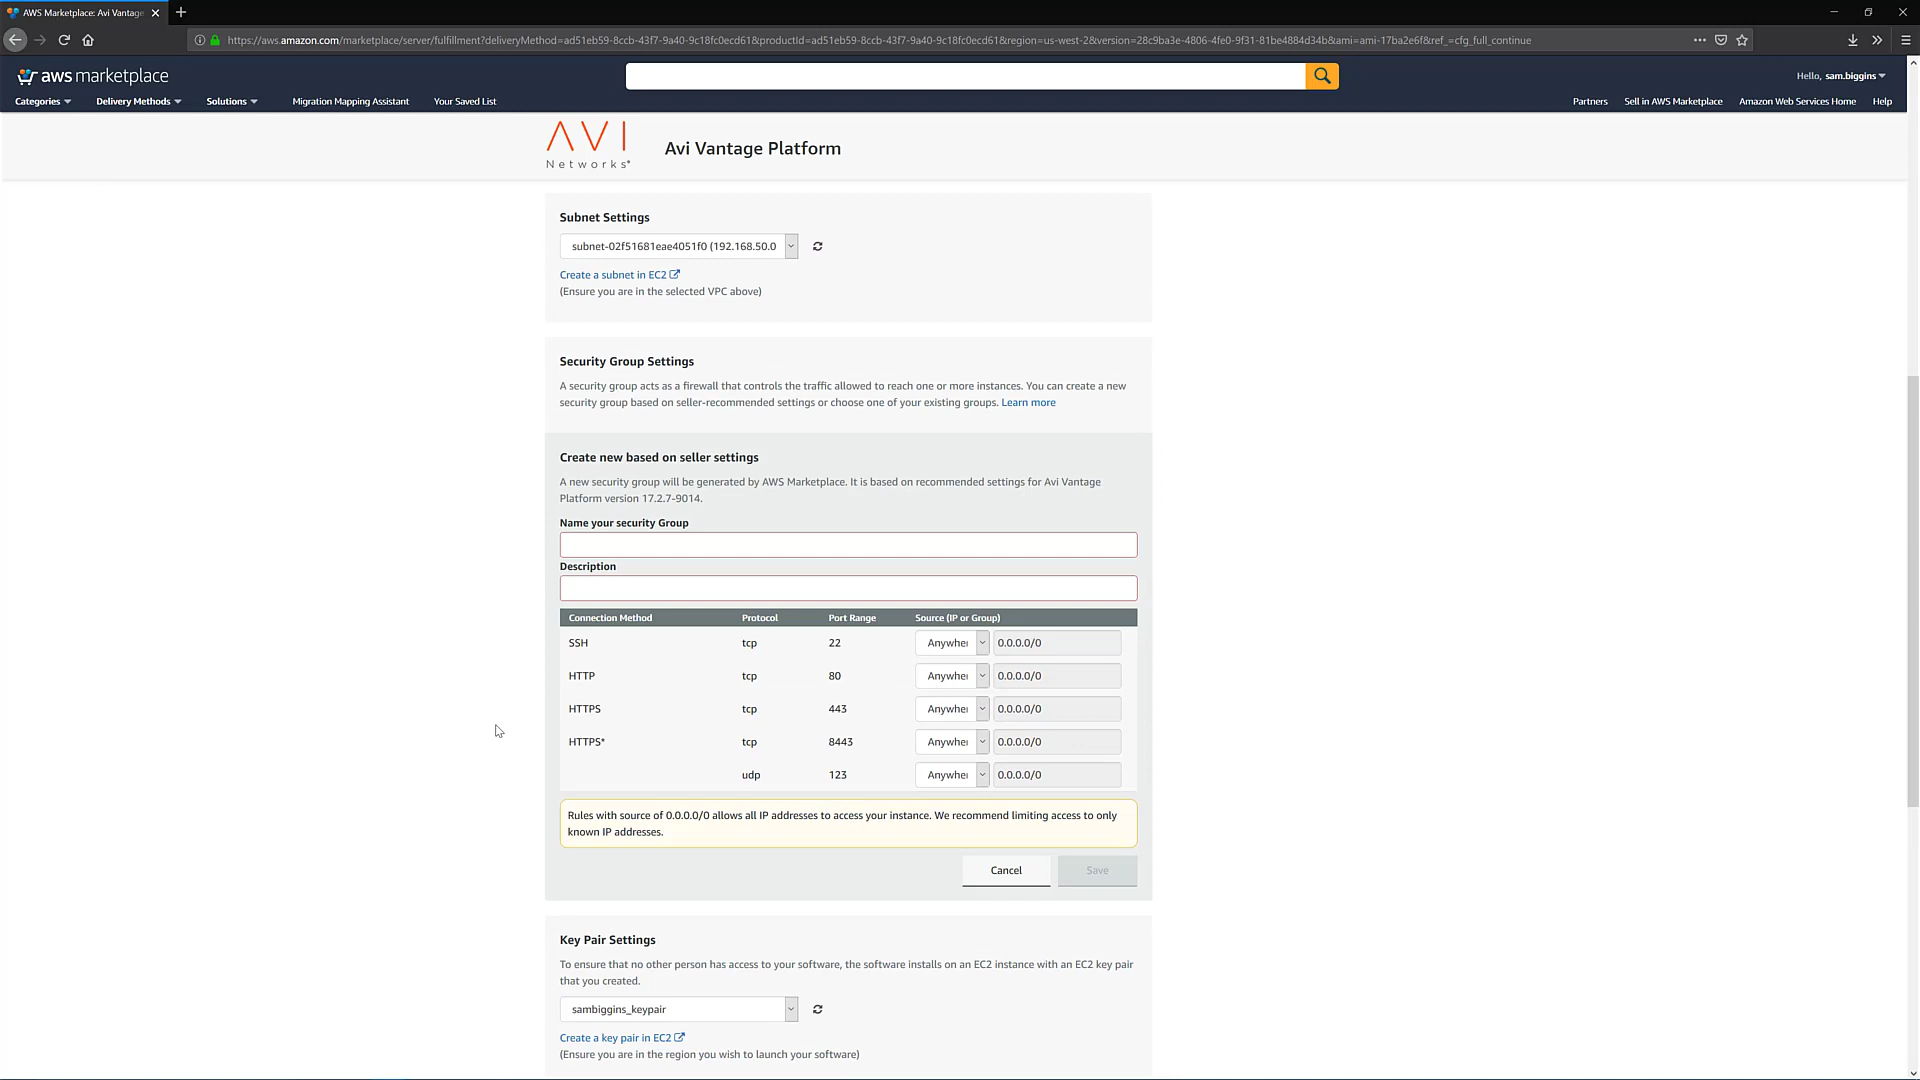 AWS Marketplace: Avi Vantage
https://aws.amazon.com/marketplace/server/fulfillment?deliveryMethod=ad51eb59-8ccb-43f7-9a40-9c18fc0ecd61&productId=ad51eb59-8ccb-43f7-9a40-9c18fc0ecd61&region=us-west-2&version=28c9ba3e-4806-4fe0-9f31-81be4884d34b&ami=ami-17ba2e6f&ref_=cfg_full_continue
aws marketplace
Hello, sam.biggins
Categories Delivery Methods Solutions Migration Mapping Assistant Your Saved List Partners Sell in AWS Marketplace Amazon Web Services Home Help
AVI
Networks
Avi Vantage Platform
Subnet Settings
subnet-02f51681eae4051f0 (192.168.50.0
Create a subnet in EC2
(Ensure you are in the selected VPC above)
Security Group Settings
A security group acts as a firewall that controls the traffic allowed to reach one or more instances. You can create a new
security group based on seller-recommended settings or choose one of your existing groups. Learn more
Create new based on seller settings
A new security group will be generated by AWS Marketplace. It is based on recommended settings for Avi Vantage
Platform version 17.2.7-9014.
Name your security Group
Description
Connection Method Protocol Port Range Source (IP or Group)
SSH tcp 22 Anywhe 0.0.0.0/0
HTTP tcp 80 Anywhe 0.0.0.0/0
HTTPS tcp 443 Anywhe 0.0.0.0/0
HTTPS* tcp 8443 Anywhe 0.0.0.0/0
udp 123 Anywhe 0.0.0.0/0
Rules with source of 0.0.0.0/0 allows all IP addresses to access your instance. We recommend limiting access to only
known IP addresses.
Cancel Save
Key Pair Settings
To ensure that no other person has access to your software, the software installs on an EC2 instance with an EC2 key pair
that you created.
sambiggins_keypair
Create a key pair in EC2
(Ensure you are in the region you wish to launch your software)